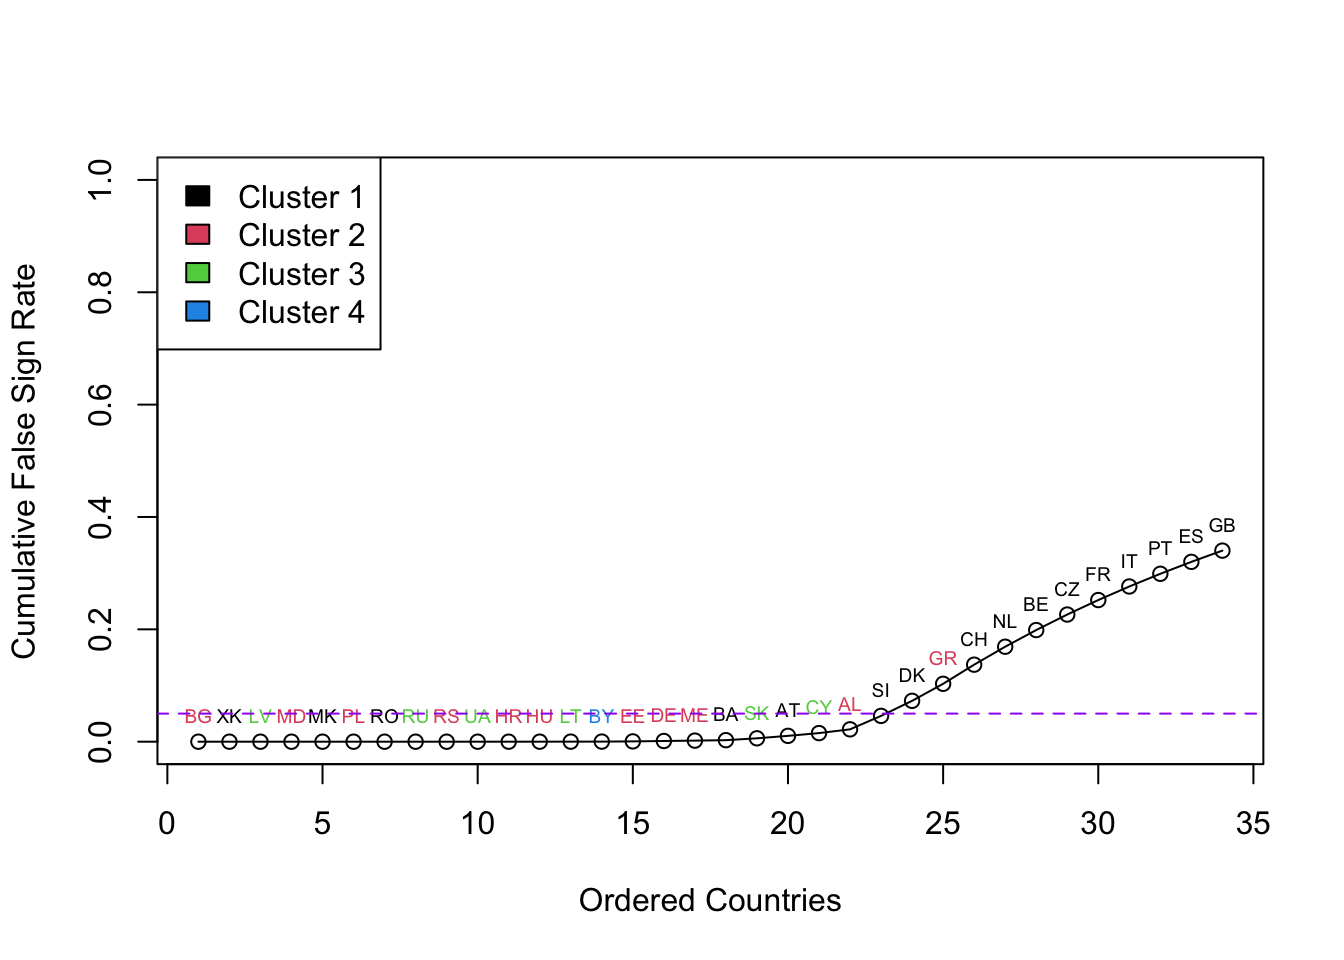 Cluster 1
Cluster 2
Cluster 3
Cluster 4
Cumulative False Sign Rate
1.0
0.8
0.6
0.4
0.2
0.0
BG XK LV MD MK PL RO RU RS UA HR HU LT BY EE DE ME BA SK AT CY AL SI DK GR CH NL BE CZ FR IT PT ES GB
0 5 10 15 20 25 30 35
Ordered Countries